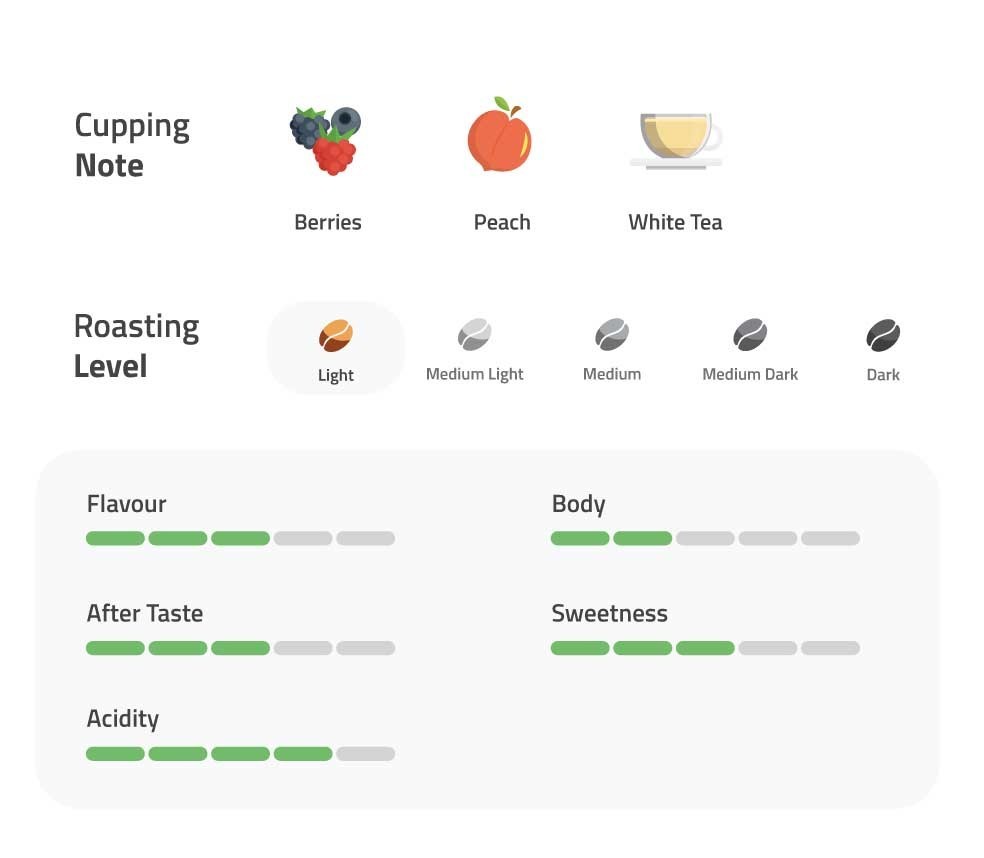 Cupping
Note
Berries
Peach
White Tea
Roasting
Level
Light
Medium Light
Medium
Medium Dark
Dark
Flavour
Body
After Taste
Sweetness
Acidity